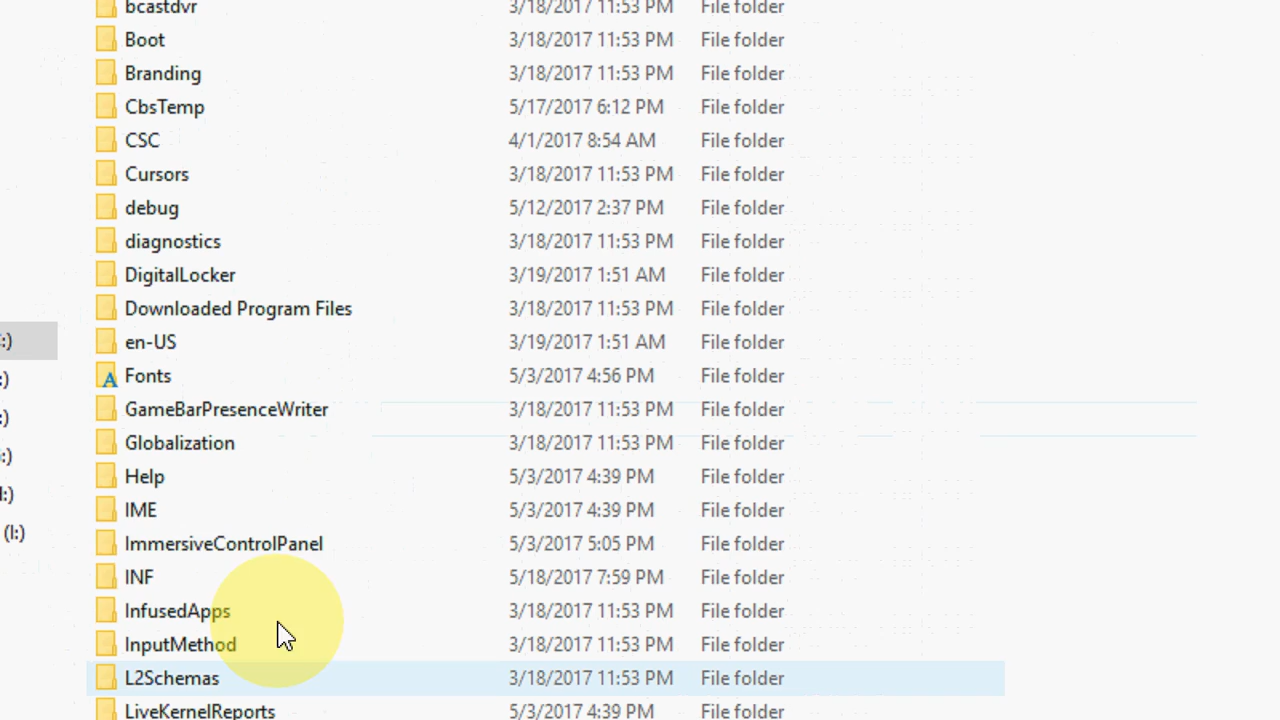 bcastdvr 3/18/2017 11:53 PM File folder
Boot 3/18/2017 11:53 PM File folder
Branding 3/18/2017 11:53 PM File folder
CbsTemp 5/17/2017 6:12 PM File folder
CSC 4/1/2017 8:54 AM File folder
Cursors 3/18/2017 11:53 PM File folder
debug 5/12/2017 2:37 PM File folder
diagnostics 3/18/2017 11:53 PM File folder
DigitalLocker 3/19/2017 1:51 AM File folder
Downloaded Program Files 3/18/2017 11:53 PM File folder
:) en-US 3/19/2017 1:51 AM File folder
:) Fonts 5/3/2017 4:56 PM File folder
:) GameBarPresenceWriter 3/18/2017 11:53 PM File folder
:) Globalization 3/18/2017 11:53 PM File folder
Help 5/3/2017 4:39 PM File folder
:) IME 5/3/2017 4:39 PM File folder
(I:) ImmersiveControlPanel 5/3/2017 5:05 PM File folder
INF 5/18/2017 7:59 PM File folder
InfusedApps 3/18/2017 11:53 PM File folder
InputMethod 3/18/2017 11:53 PM File folder
L2Schemas 3/18/2017 11:53 PM File folder
LiveKernelReports 5/3/2017 4:39 PM File folder